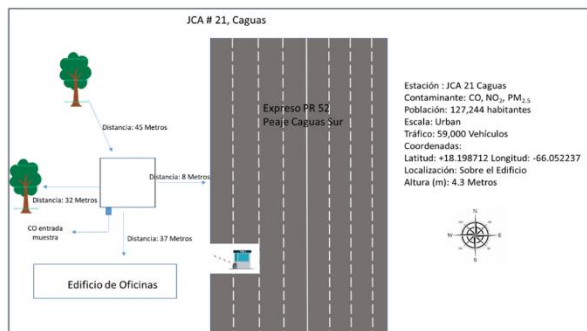 JCA # 21, Caguas
Expreso PR 52
Peaje Caguas Sur
Distancia: 45 Metros
Distancia: 8 Metros
Distancia: 32 Metros
CO entrada
muestra
Distancia: 37 Metros
Edificio de Oficinas
Estación : JCA 21 Caguas
Contaminante: CO, NO₂, PM₂.₅
Población: 127,244 habitantes
Escala: Urban
Tráfico: 59,000 Vehículos
Coordenadas:
Latitud: +18.198712 Longitud: -66.052237
Localización: Sobre el Edificio
Altura (m): 4.3 Metros
N
W
E
S